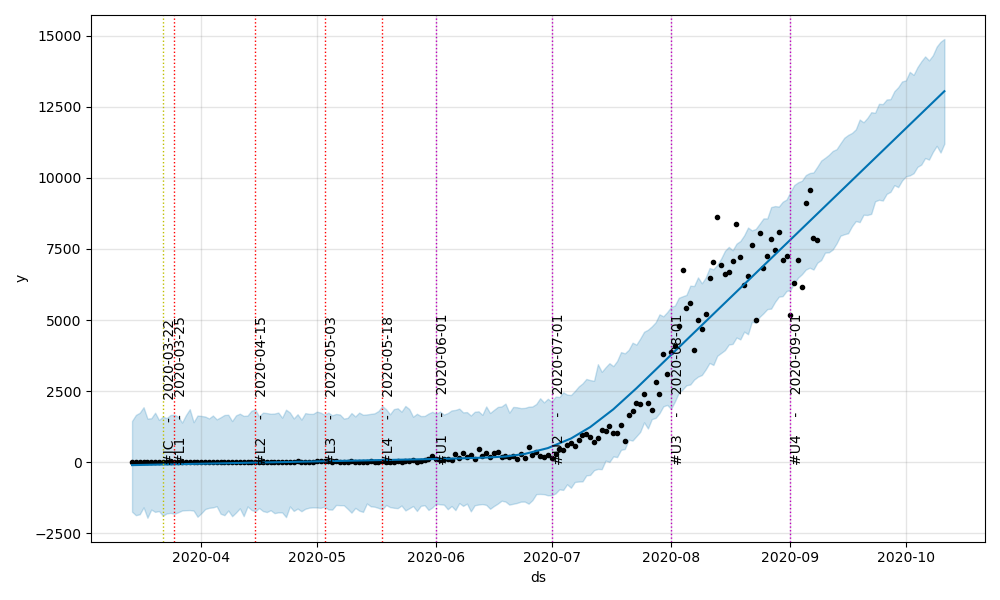 15000
12500
10000
7500
5000
2500
0
−2500
y
#JC - 2020-03-22
#L1 - 2020-03-25
#L2 - 2020-04-15
#L3 - 2020-05-03
#L4 - 2020-05-18
#U1 - 2020-06-01
#U2 - 2020-07-01
#U3 - 2020-08-01
#U4 - 2020-09-01
2020-04 2020-05 2020-06 2020-07 2020-08 2020-09 2020-10
ds